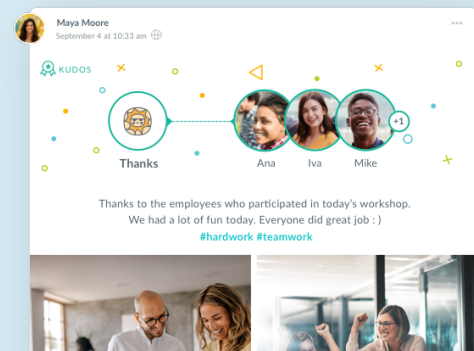 Maya Moore
September 4 at 10:33 am
KUDOS
+1
Thanks
Ana Iva Mike
Thanks to the employees who participated in today's workshop.
We had a lot of fun today. Everyone did great job : )
#hardwork #teamwork